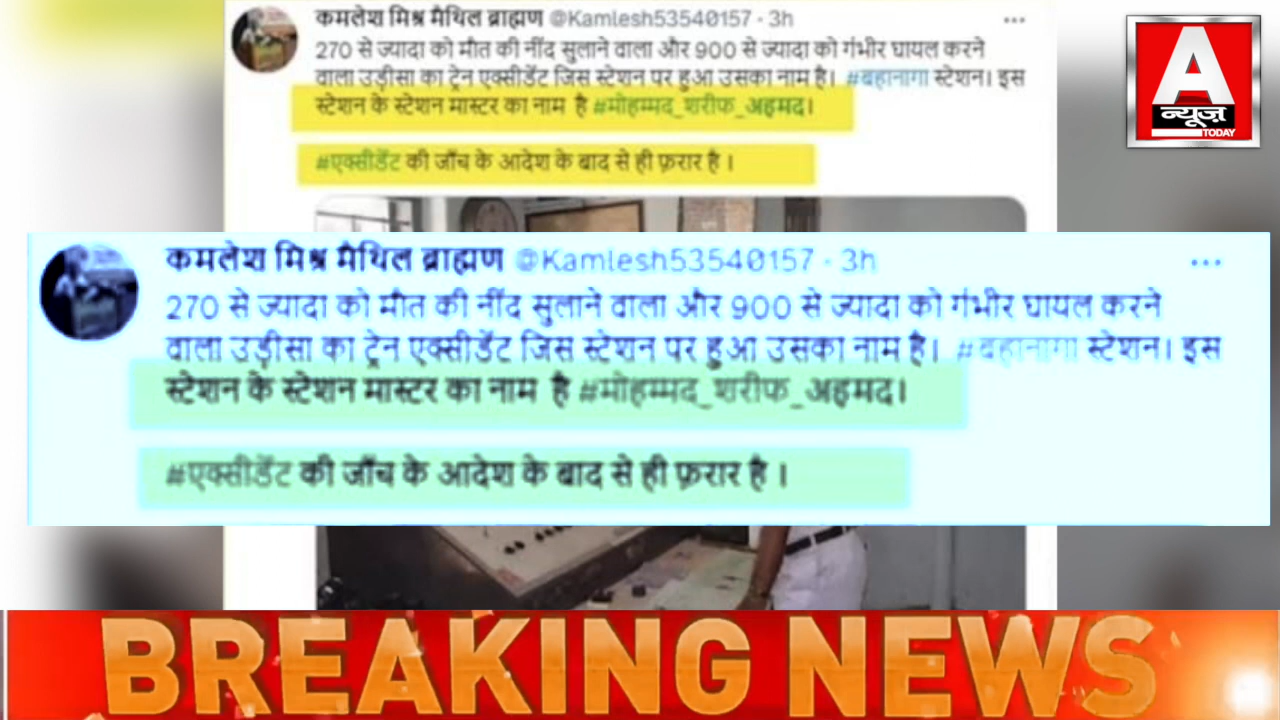 कमलेश मिश्र मैथिल ब्राह्मण @Kamlesh53540157 · 3h
270 से ज्यादा को मौत की नींद सुलाने वाला और 900 से ज्यादा को गंभीर घायल करने
वाला उड़ीसा का ट्रेन एक्सीडेंट जिस स्टेशन पर हुआ उसका नाम है। #बहानागा स्टेशन। इस
स्टेशन के स्टेशन मास्टर का नाम है #मोहम्मद_शरीफ_अहमद।
#एक्सीडेंट की जाँच के आदेश के बाद से ही फ़रार है ।
A
न्यूज़
TODAY
कमलेश मिश्र मैथिल ब्राह्मण @Kamlesh53540157 · 3h
270 से ज्यादा को मौत की नींद सुलाने वाला और 900 से ज्यादा को गंभीर घायल करने
वाला उड़ीसा का ट्रेन एक्सीडेंट जिस स्टेशन पर हुआ उसका नाम है। #बहानागा स्टेशन। इस
स्टेशन के स्टेशन मास्टर का नाम है #मोहम्मद_शरीफ_अहमद।
#एक्सीडेंट की जाँच के आदेश के बाद से ही फ़रार है ।
BREAKING NEWS